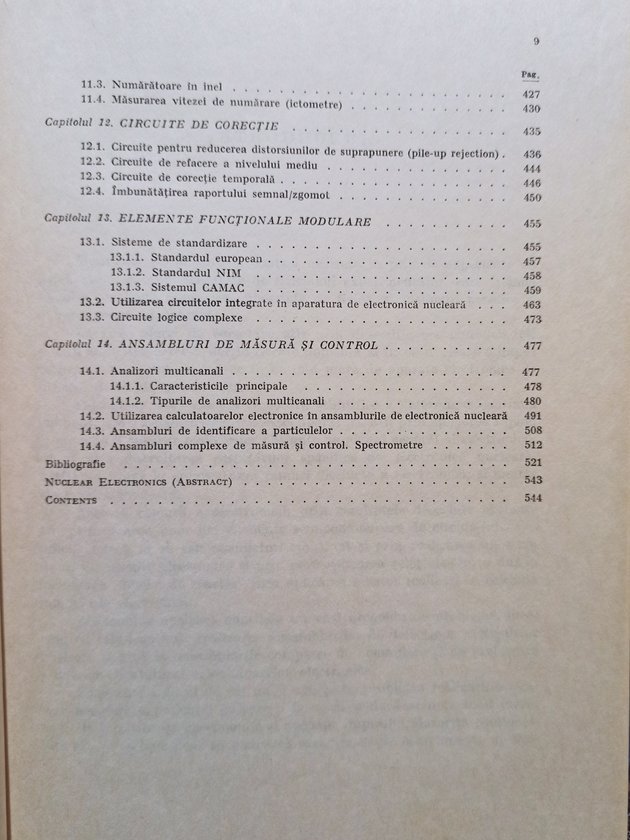 9
Pag.
11.3. Numărătoare în inel . . . . . . . . . . . . . . . . . . . . . . . 427
11.4. Măsurarea vitezei de numărare (ictometre) . . . . . . . . . . . . . 430
Capitolul 12. CIRCUITE DE CORECȚIE . . . . . . . . . . . . . . . . . . 435
12.1. Circuite pentru reducerea distorsiunilor de suprapunere (pile-up rejection) . 436
12.2. Circuite de refacere a nivelului mediu . . . . . . . . . . . . . . . 444
12.3. Circuite de corecție temporală . . . . . . . . . . . . . . . . . . . 446
12.4. Îmbunătățirea raportului semnal/zgomot . . . . . . . . . . . . . . 450
Capitolul 13. ELEMENTE FUNCȚIONALE MODULARE . . . . . . . . . . . 455
13.1. Sisteme de standardizare . . . . . . . . . . . . . . . . . . . . . 455
13.1.1. Standardul european . . . . . . . . . . . . . . . . . . . . 457
13.1.2. Standardul NIM . . . . . . . . . . . . . . . . . . . . . . 458
13.1.3. Sistemul CAMAC . . . . . . . . . . . . . . . . . . . . . 459
13.2. Utilizarea circuitelor integrate în aparatura de electronică nucleară . . . 463
13.3. Circuite logice complexe . . . . . . . . . . . . . . . . . . . . . 473
Capitolul 14. ANSAMBLURI DE MĂSURĂ ȘI CONTROL . . . . . . . . . . 477
14.1. Analizori multicanali . . . . . . . . . . . . . . . . . . . . . . . 477
14.1.1. Caracteristicile principale . . . . . . . . . . . . . . . . . 478
14.1.2. Tipurile de analizori multicanali . . . . . . . . . . . . . . 480
14.2. Utilizarea calculatoarelor electronice în ansamblurile de electronică nucleară 491
14.3. Ansambluri de identificare a particulelor . . . . . . . . . . . . . . 508
14.4. Ansambluri complexe de măsură și control. Spectrometre . . . . . . . 512
Bibliografie . . . . . . . . . . . . . . . . . . . . . . . . . . . . . 521
NUCLEAR ELECTRONICS (ABSTRACT) . . . . . . . . . . . . . . . . . . . . 543
CONTENTS . . . . . . . . . . . . . . . . . . . . . . . . . . . . . . 544